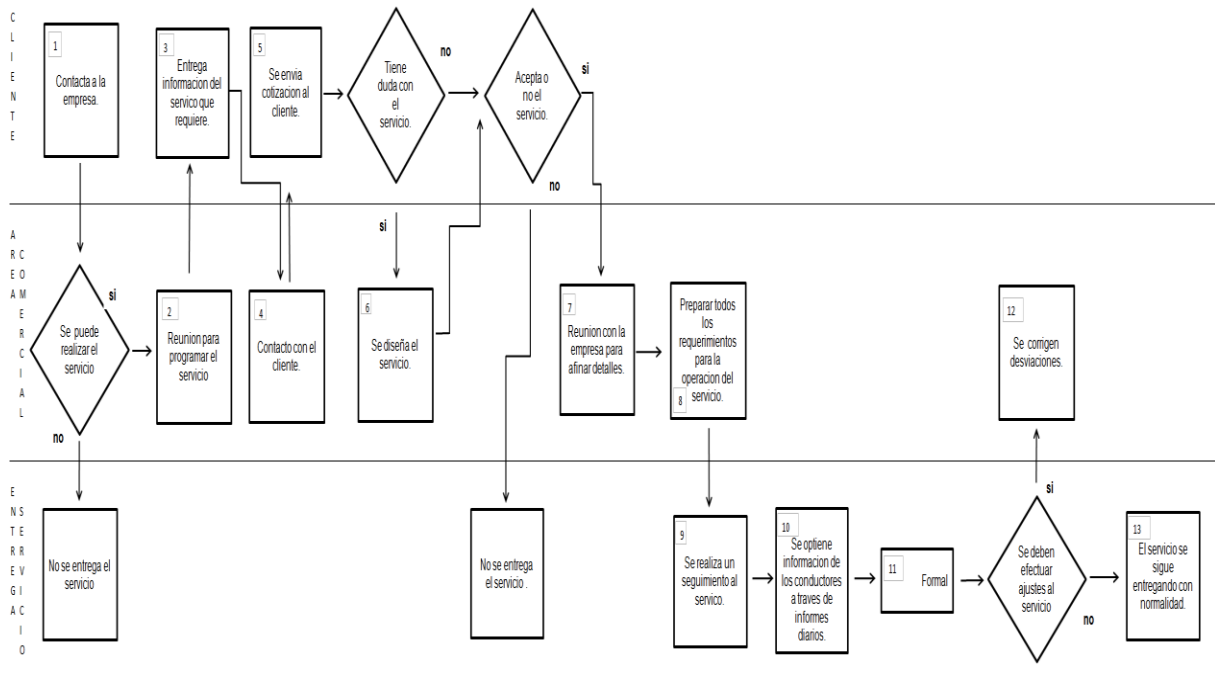 CLIENTE
1
Contacta a la
empresa.
3
Entrega
informacion del
servico que
requiere.
5
Se envia
cotizacion al
cliente.
Tiene
duda con
el
servicio.
no
Acepta o
no el
servicio.
si
no
AREA
COMERCIAL
Se puede
realizar el
servicio
si
no
2
Reunion para
programar el
servicio
4
Contacto con el
cliente.
si
6
Se diseña el
servicio.
7
Reunion con la
empresa para
afinar detalles.
Preparar todos
los
requerimientos
para la
operacion del
servicio.
8
12
Se corrigen
desviaciones.
ENTREGA
SERVICIO
No se entrega el
servicio
No se entrega
el servicio .
9
Se realiza un
seguimiento al
servico.
10
Se optiene
informacion de
los conductores
a traves de
informes
diarios.
11
Formal
Se deben
efectuar
ajustes al
servicio
si
no
13
El servicio se
sigue
entregando con
normalidad.